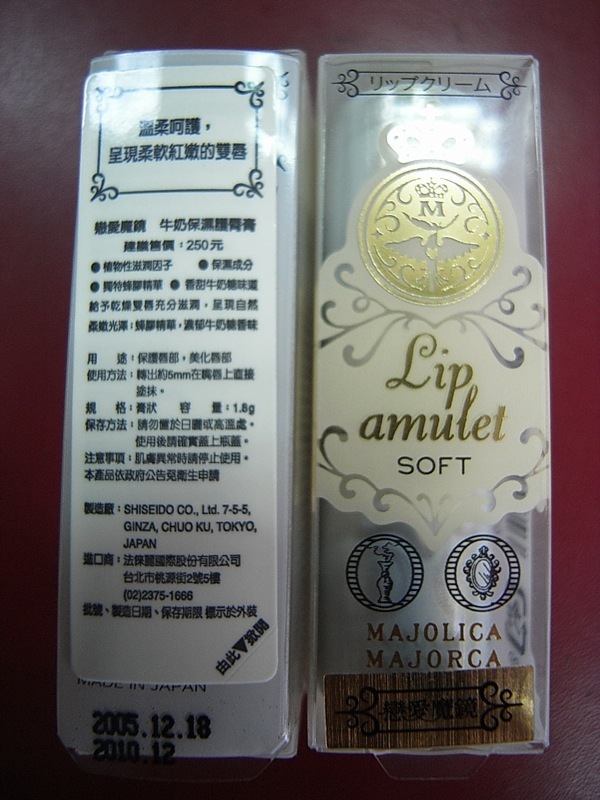 溫柔呵護，
呈現柔軟紅嫩的雙唇
戀愛魔鏡 牛奶保濕護唇膏
建議售價：250元
●植物性滋潤因子 ●保濕成分
●獨特蜂膠精華 ●香甜牛奶糖味道
給予乾燥雙唇充分滋潤，呈現自然
柔嫩光澤：蜂膠精華，濃郁牛奶糖香味
用 途：保護唇部，美化唇部
使用方法：轉出約5mm在嘴唇上直接
塗抹。
規 格：膏狀 容 量：1.8g
保存方法：請勿置於日曬或高溫處。
使用後請確實蓋上瓶蓋。
注意事項：肌膚異常時請停止使用。
本產品依政府公告免衛生申請
製造廠：SHISEIDO CO., Ltd. 7-5-5,
GINZA, CHUO KU, TOKYO,
JAPAN
進口商：法徠麗國際股份有限公司
台北市桃源街2號5樓
(02)2375-1666
批號、製造日期、保存期限 標示於外裝
由此▼掀開
MADE IN JAPAN
2005.12.18
2010.12
リップクリーム
M
Lip
amulet
SOFT
MAJOLICA
MAJORCA
戀愛魔鏡